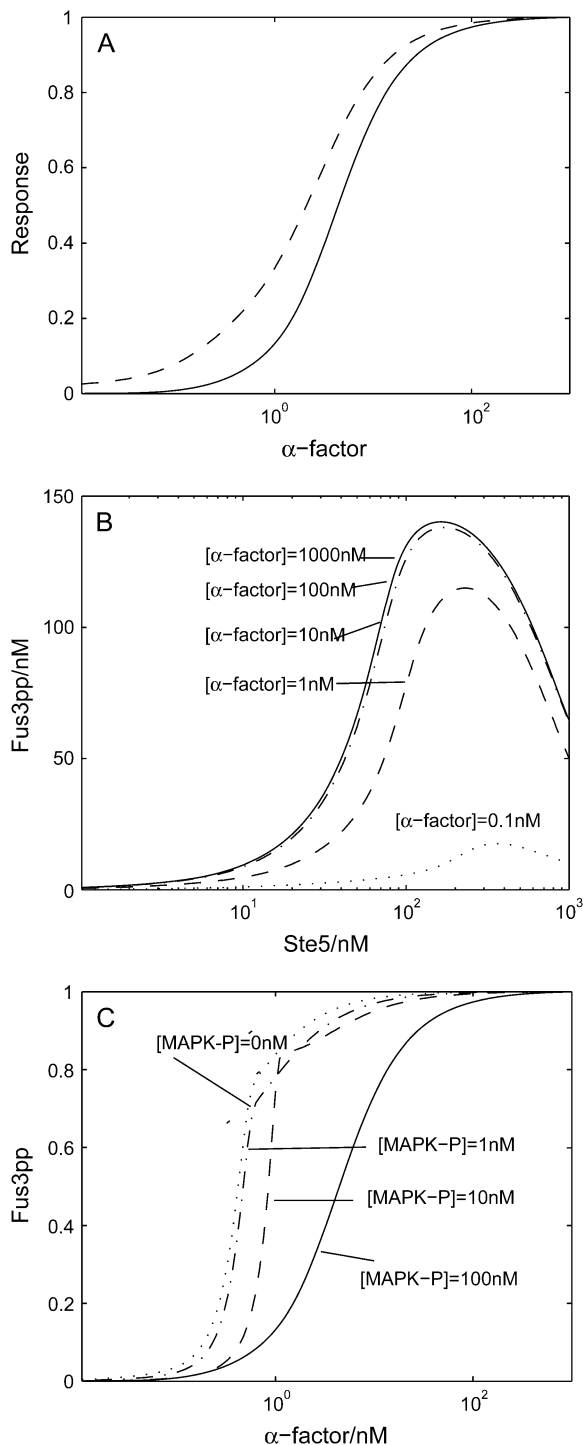 A
1
0.8
0.6
0.4
0.2
0
Response
10^0
10^2
α−factor
B
150
100
50
0
Fus3pp/nM
[α−factor]=1000nM
[α−factor]=100nM
[α−factor]=10nM
[α−factor]=1nM
[α−factor]=0.1nM
10^1
10^2
10^3
Ste5/nM
C
1
0.8
0.6
0.4
0.2
0
Fus3pp
[MAPK-P]=0nM
[MAPK−P]=1nM
[MAPK−P]=10nM
[MAPK−P]=100nM
10^0
10^2
α−factor/nM